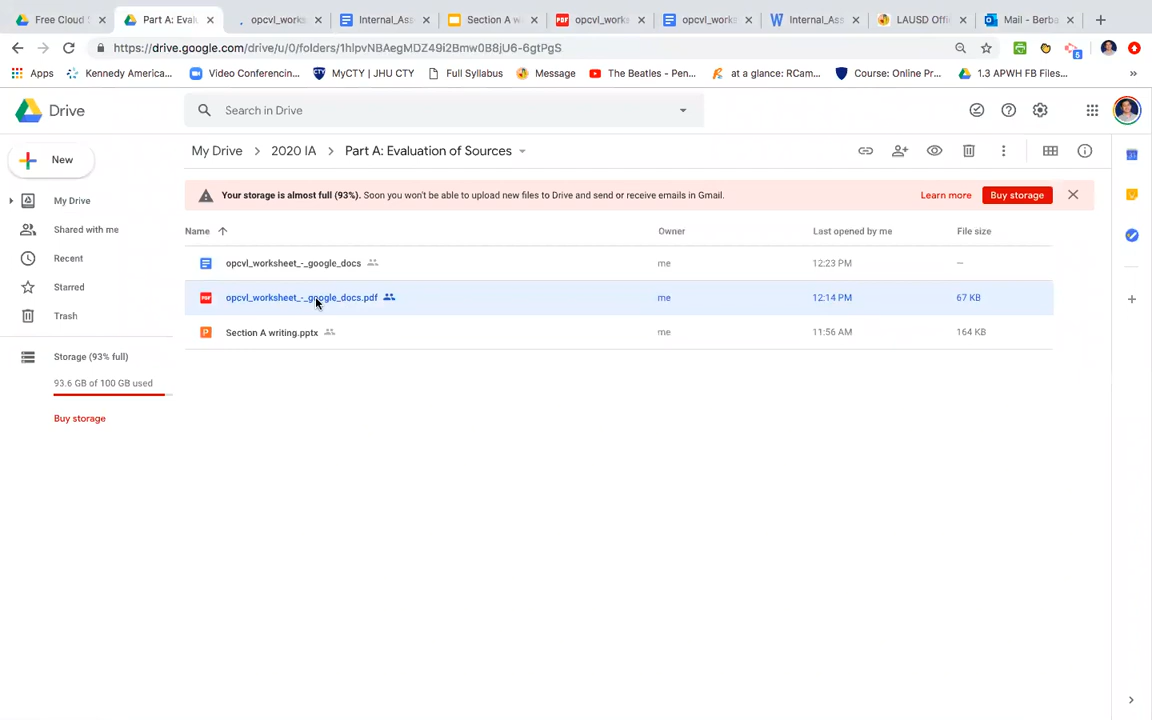 Free Cloud S
Part A: Evalu
opcvl_works
Internal_Ass
Section A w
opcvl_works
opcvl_works
Internal_Ass
LAUSD Offi
Mail - Berba
https://drive.google.com/drive/u/0/folders/1hlpvNBAegMDZ49i2Bmw0B8jU6-6gtPgS
Apps
Kennedy America...
Video Conferencin...
MyCTY | JHU CTY
Full Syllabus
Message
The Beatles - Pen...
at a glance: RCam...
Course: Online Pr...
1.3 APWH FB Files...
Drive
Search in Drive
New
My Drive
2020 IA
Part A: Evaluation of Sources
My Drive
Shared with me
Recent
Starred
Trash
Storage (93% full)
93.6 GB of 100 GB used
Buy storage
Your storage is almost full (93%). Soon you won't be able to upload new files to Drive and send or receive emails in Gmail.
Learn more
Buy storage
Name
Owner
Last opened by me
File size
opcvl_worksheet_-_google_docs
me
12:23 PM
—
PDF
opcvl_worksheet_-_google_docs.pdf
me
12:14 PM
67 KB
P
Section A writing.pptx
me
11:56 AM
164 KB